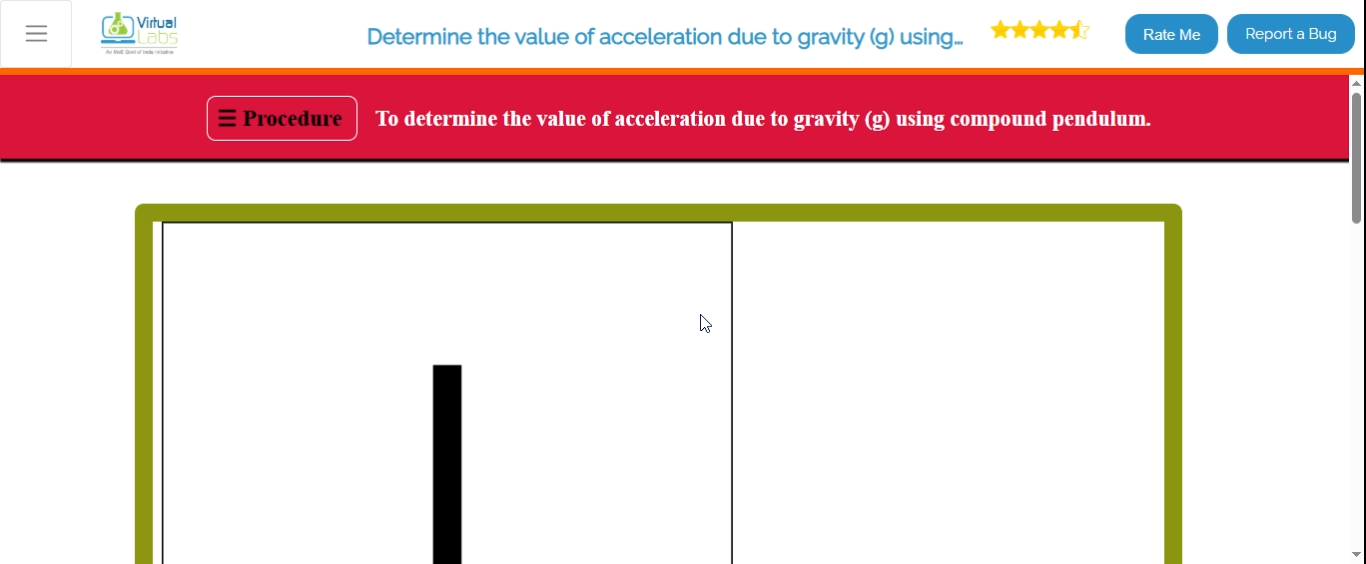 Virtual
Labs
An MoE Govt of India Initiative
Determine the value of acceleration due to gravity (g) using...
Rate Me
Report a Bug
☰ Procedure
To determine the value of acceleration due to gravity (g) using compound pendulum.